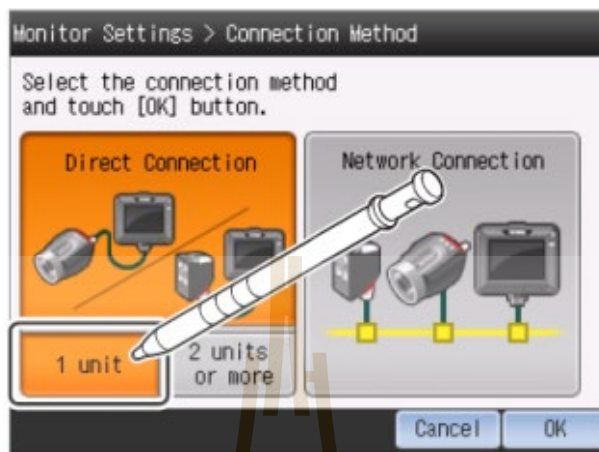 Monitor Settings > Connection Method
Select the connection method
and touch [OK] button.
Direct Connection
Network Connection
1 unit
2 units
or more
Cancel
OK